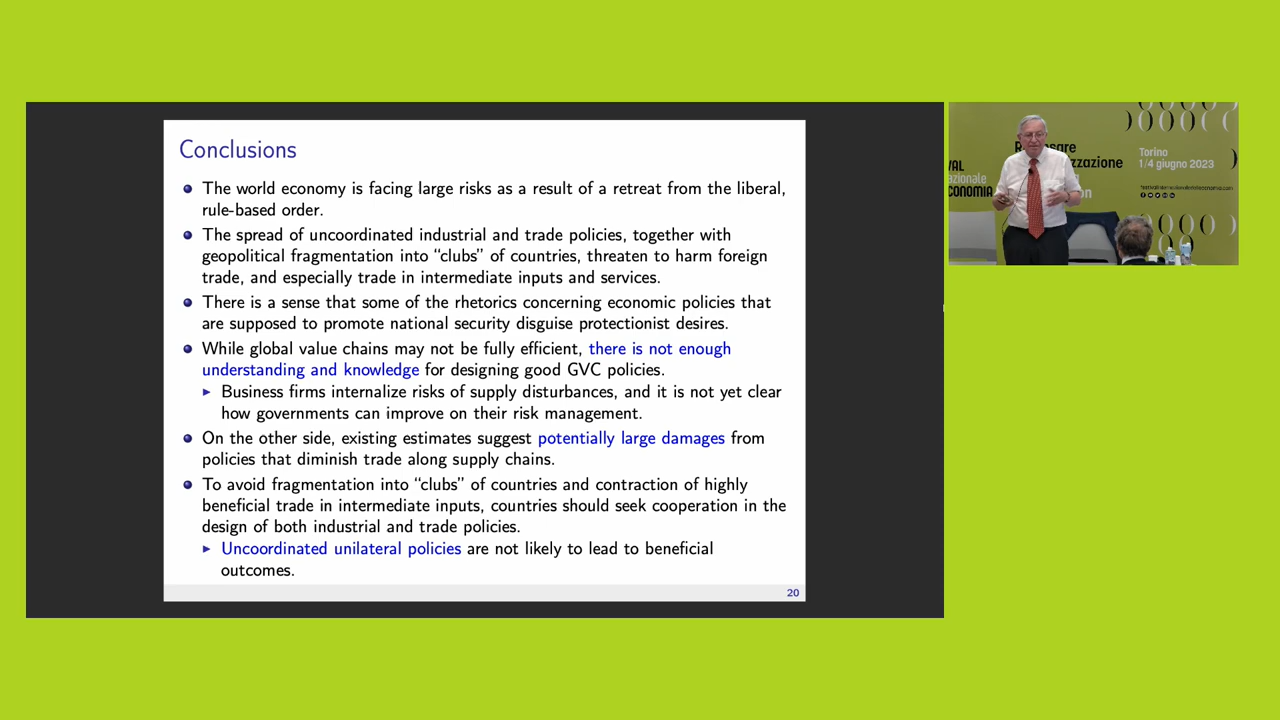 Conclusions
The world economy is facing large risks as a result of a retreat from the liberal,
rule-based order.
The spread of uncoordinated industrial and trade policies, together with
geopolitical fragmentation into “clubs” of countries, threaten to harm foreign
trade, and especially trade in intermediate inputs and services.
There is a sense that some of the rhetorics concerning economic policies that
are supposed to promote national security disguise protectionist desires.
While global value chains may not be fully efficient, there is not enough
understanding and knowledge for designing good GVC policies.
Business firms internalize risks of supply disturbances, and it is not yet clear
how governments can improve on their risk management.
On the other side, existing estimates suggest potentially large damages from
policies that diminish trade along supply chains.
To avoid fragmentation into “clubs” of countries and contraction of highly
beneficial trade in intermediate inputs, countries should seek cooperation in the
design of both industrial and trade policies.
Uncoordinated unilateral policies are not likely to lead to beneficial
outcomes.
20
Torino
1/4 giugno 2023